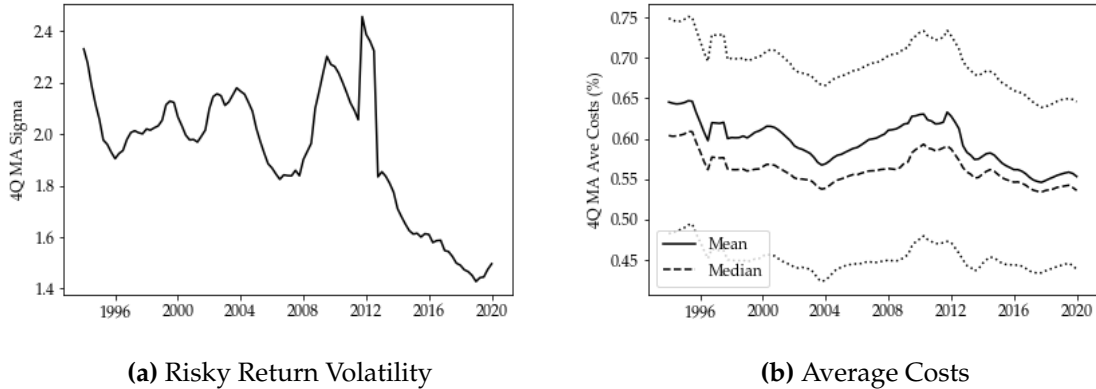 4Q MA Sigma
2.4
2.2
2.0
1.8
1.6
1.4
1996 2000 2004 2008 2012 2016 2020
(a) Risky Return Volatility
4Q MA Ave Costs (%)
0.75
0.70
0.65
0.60
0.55
0.50
0.45
Mean
Median
1996 2000 2004 2008 2012 2016 2020
(b) Average Costs